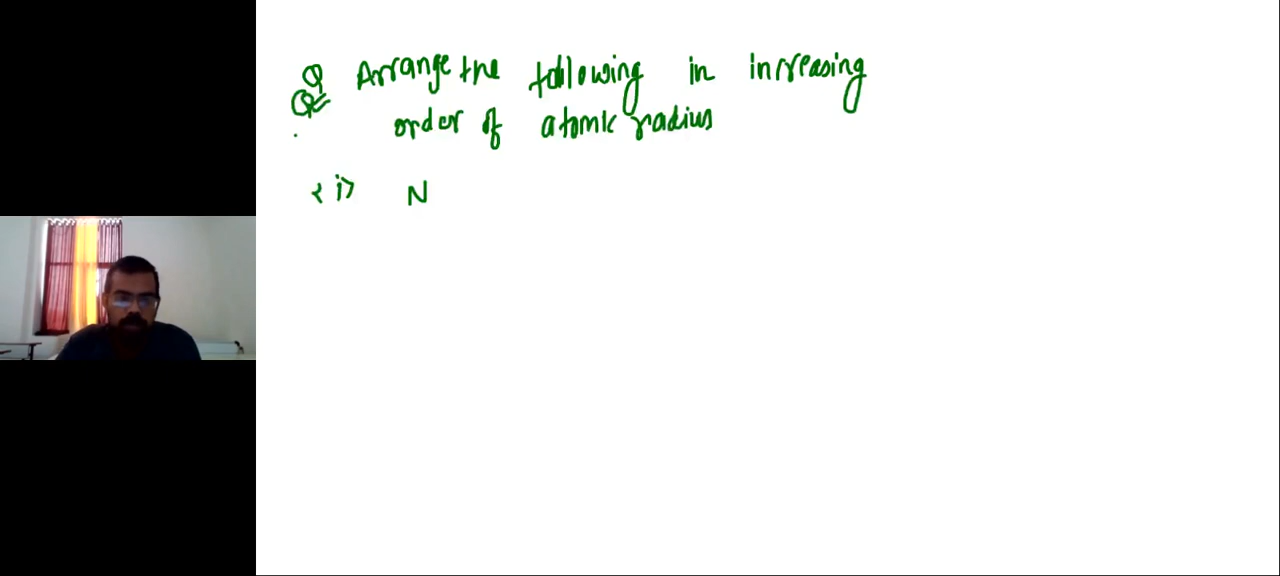 Q Arrange the following in increasing
order of atomic radius
<i> N